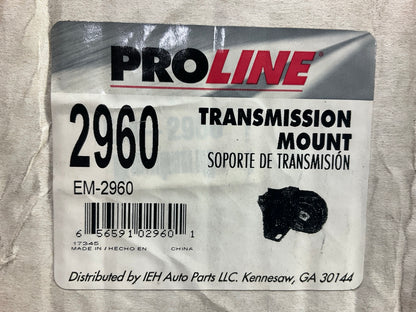 PROLINE
2960
TRANSMISSION
MOUNT
SOPORTE DE TRANSMISIÓN
EM-2960
6 56591 02960 1
17345
MADE IN / HECHO EN CHINA
Distributed by IEH Auto Parts LLC. Kennesaw, GA 30144